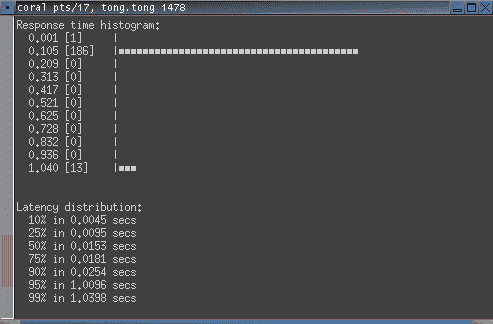 coral pts/17, tong.tong 1478
Response time histogram:
0.001 [1] |
0.105 [186] |■■■■■■■■■■■■■■■■■■■■■■■■■■■■■■■■■■■■■■■■
0.209 [0] |
0.313 [0] |
0.417 [0] |
0.521 [0] |
0.625 [0] |
0.728 [0] |
0.832 [0] |
0.936 [0] |
1.040 [13] |■■■
Latency distribution:
10% in 0.0045 secs
25% in 0.0095 secs
50% in 0.0153 secs
75% in 0.0181 secs
90% in 0.0254 secs
95% in 1.0096 secs
99% in 1.0398 secs